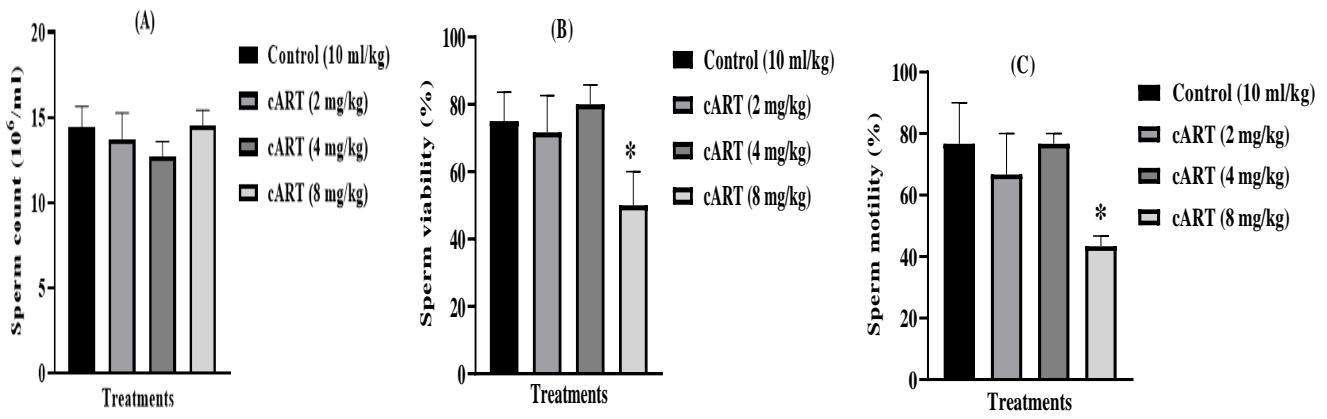 (A)
Sperm count (10⁶/ml)
20
15
10
5
0
Treatments
Control (10 ml/kg)
cART (2 mg/kg)
cART (4 mg/kg)
cART (8 mg/kg)
(B)
Sperm viability (%)
100
80
60
40
20
0
*
Treatments
Control (10 ml/kg)
cART (2 mg/kg)
cART (4 mg/kg)
cART (8 mg/kg)
(C)
Sperm motility (%)
100
80
60
40
20
0
*
Treatments
Control (10 ml/kg)
cART (2 mg/kg)
cART (4 mg/kg)
cART (8 mg/kg)